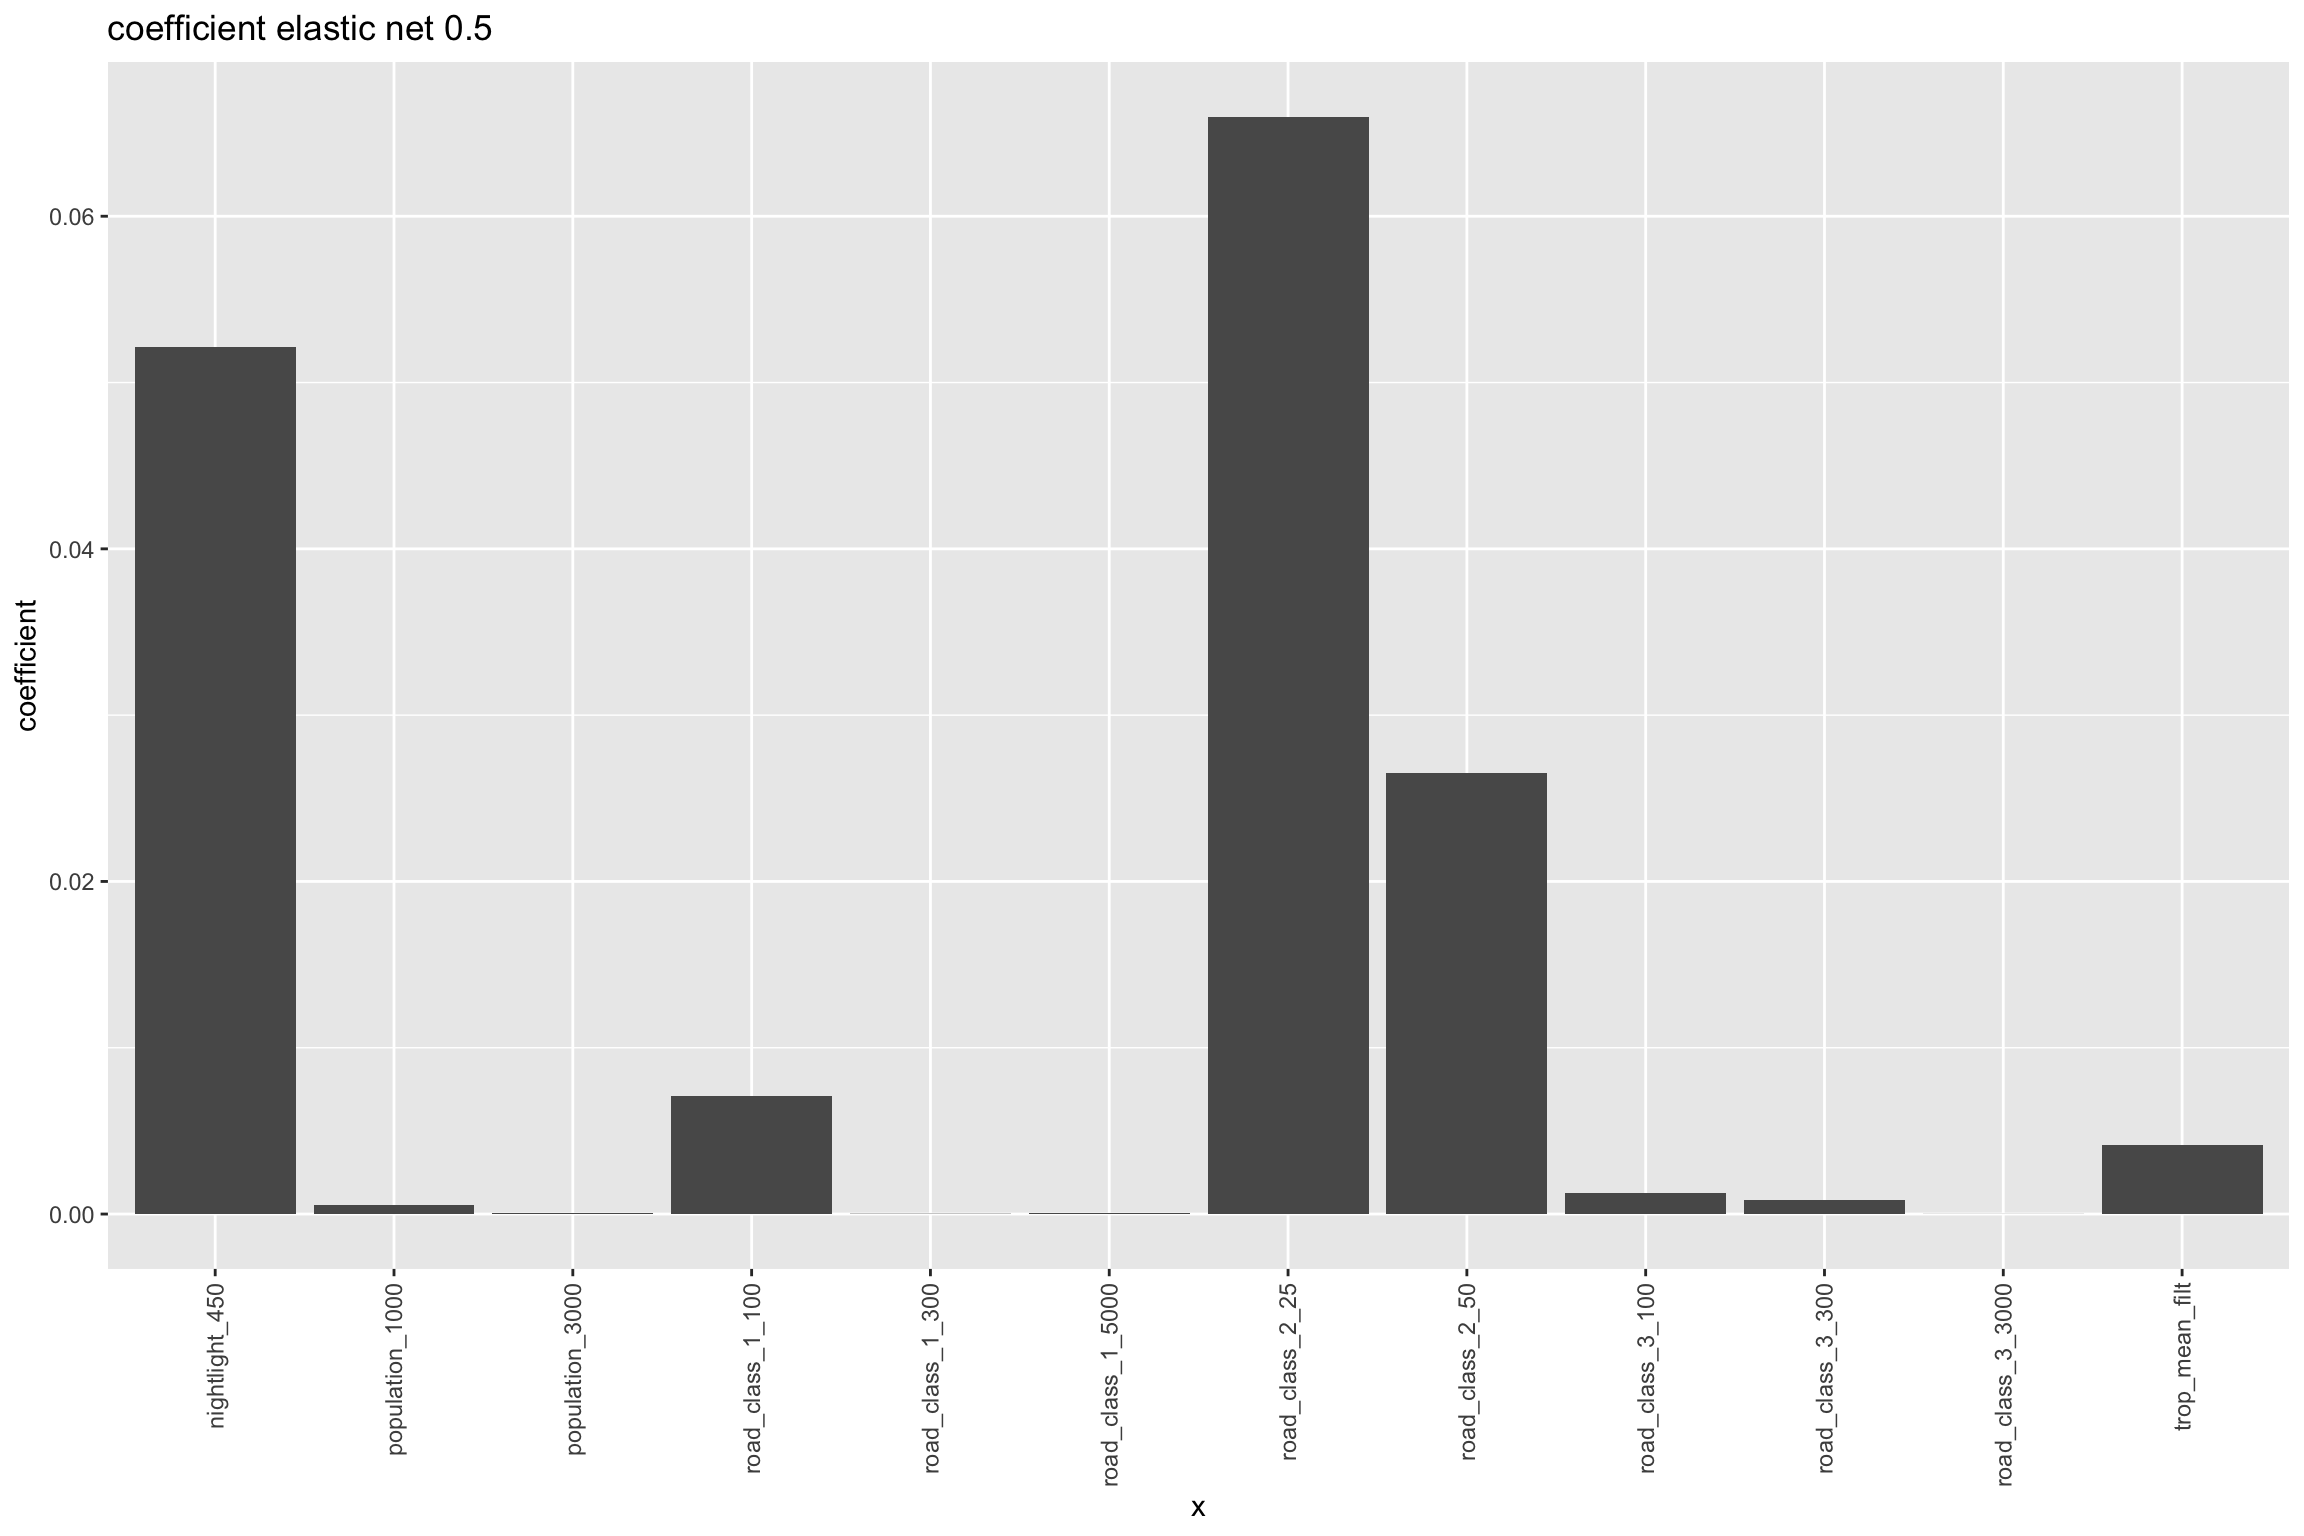 coefficient elastic net 0.5
coefficient
0.06
0.04
0.02
0.00
nightlight_450
population_1000
population_3000
road_class_1_100
road_class_1_300
road_class_1_5000
road_class_2_25
road_class_2_50
road_class_3_100
road_class_3_300
road_class_3_3000
trop_mean_filt
x